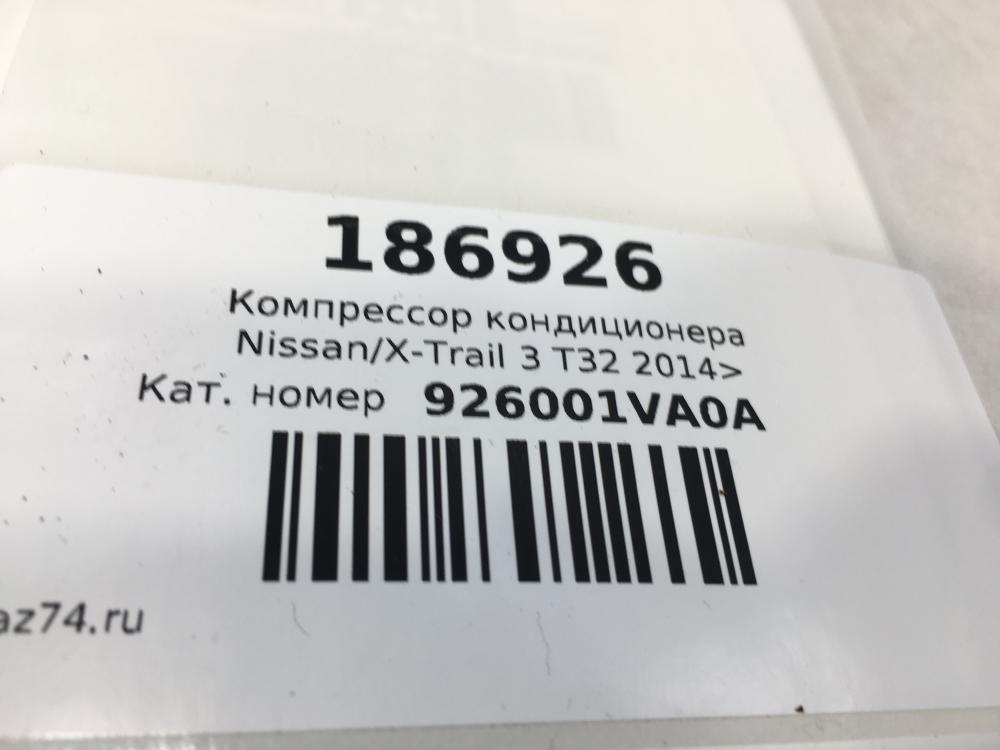 186926
Компрессор кондиционера
Nissan/X-Trail 3 T32 2014>
Кат. номер 926001VA0A
az74.ru